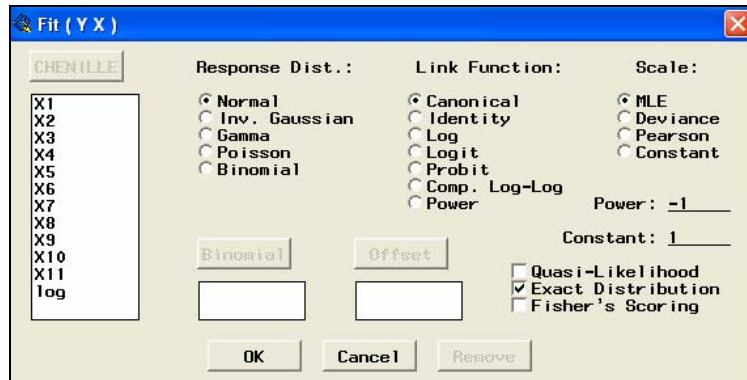 Fit ( Y X )
CHENILLE
Response Dist.:
Link Function:
Scale:
X1
X2
X3
X4
X5
X6
X7
X8
X9
X10
X11
log
Normal
Inv. Gaussian
Gamma
Poisson
Binomial
Canonical
Identity
Log
Logit
Probit
Comp. Log-Log
Power
MLE
Deviance
Pearson
Constant
Power: -1
Constant: 1
Binomial
Offset
Quasi-Likelihood
Exact Distribution
Fisher's Scoring
OK
Cancel
Remove